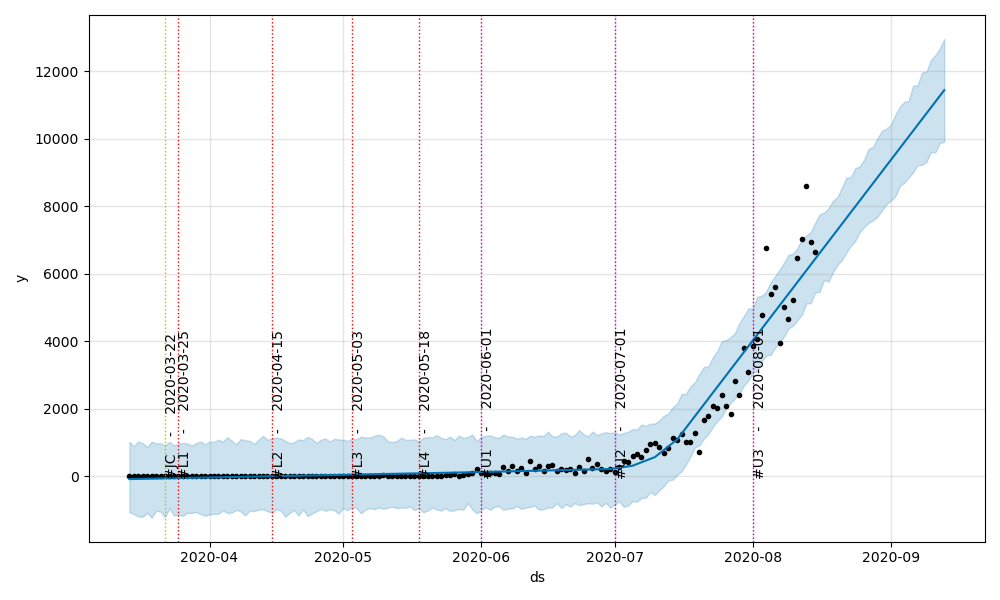 12000
10000
8000
6000
4000
2000
0
y
#JC - 2020-03-22
#L1 - 2020-03-25
#L2 - 2020-04-15
#L3 - 2020-05-03
#L4 - 2020-05-18
#U1 - 2020-06-01
#U2 - 2020-07-01
#U3 - 2020-08-01
2020-04
2020-05
2020-06
2020-07
2020-08
2020-09
ds